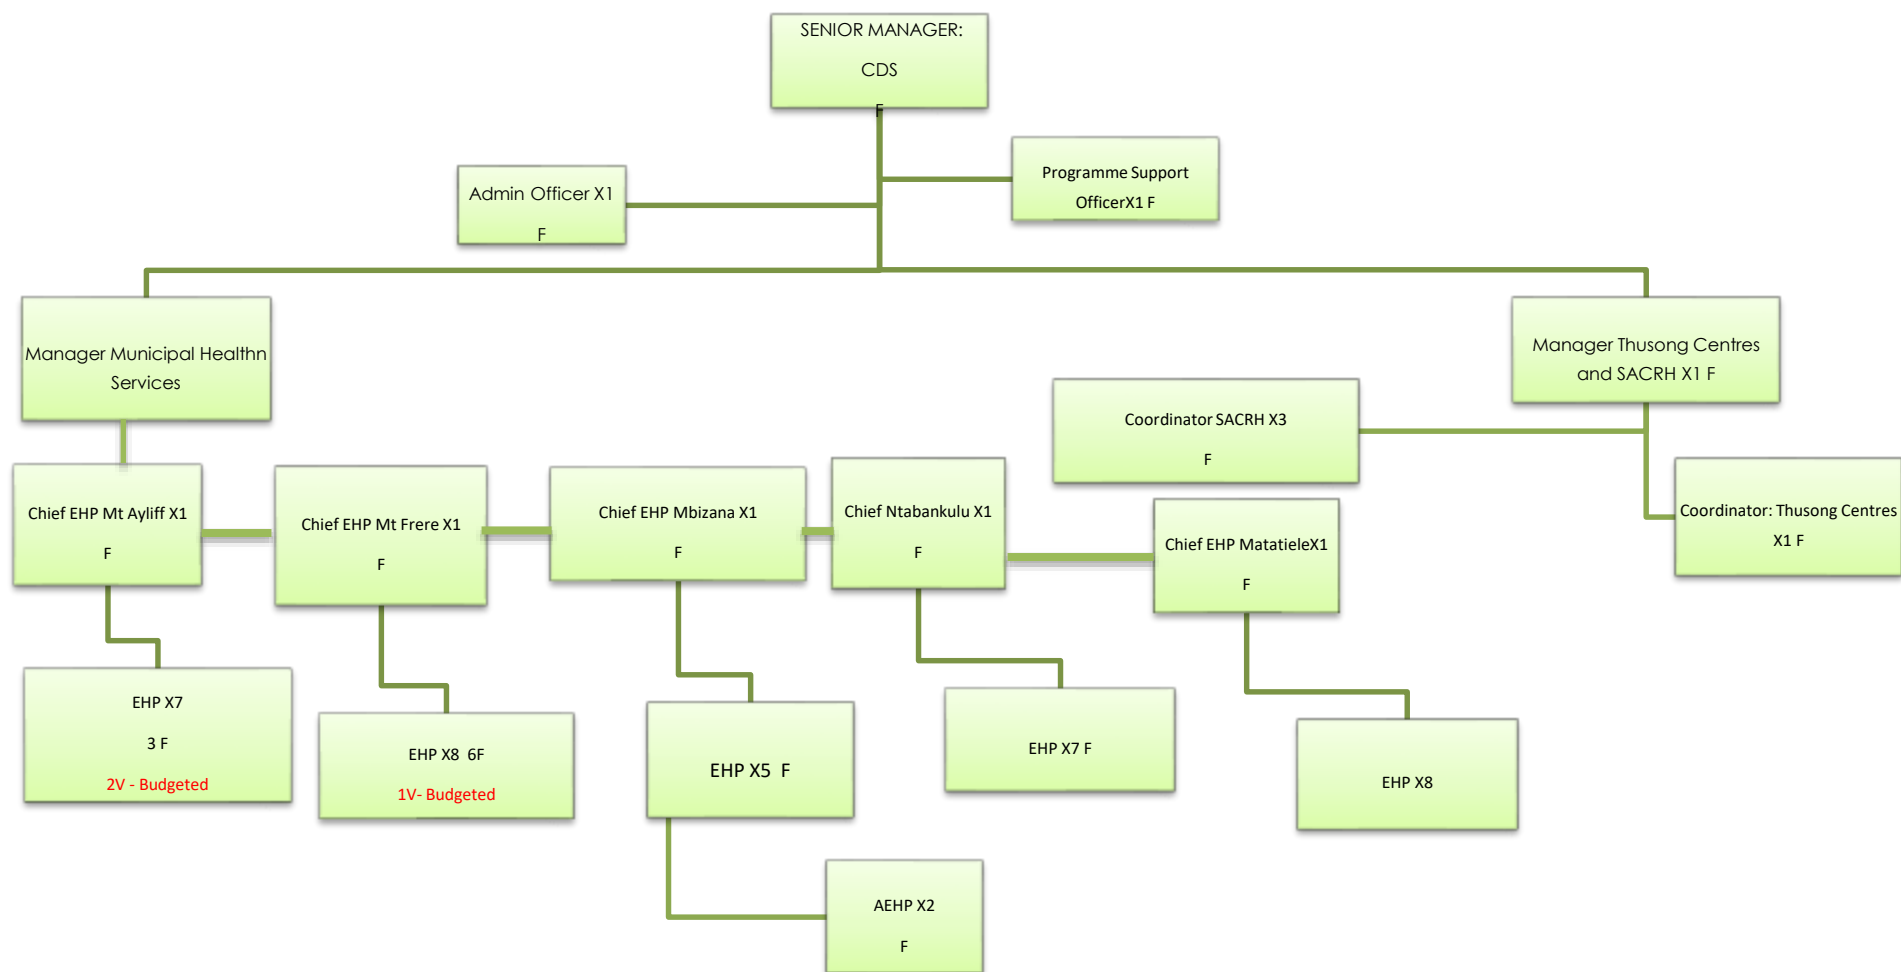 SENIOR MANAGER:
CDS
F
Admin Officer X1
F
Programme Support
OfficerX1 F
Manager Municipal Healthn
Services
Manager Thusong Centres
and SACRH X1 F
Coordinator SACRH X3
F
Coordinator: Thusong Centres
X1 F
Chief EHP Mt Ayliff X1
F
Chief EHP Mt Frere X1
F
Chief EHP Mbizana X1
F
Chief Ntabankulu X1
F
Chief EHP MatatieleX1
F
EHP X7
3 F
2V - Budgeted
EHP X8 6F
1V- Budgeted
EHP X5 F
EHP X7 F
EHP X8
AEHP X2
F